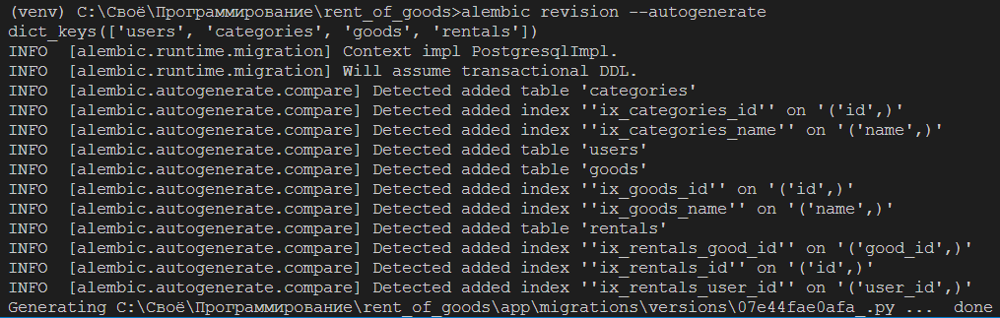 (venv) C:\Своё\Программирование\rent_of_goods>alembic revision --autogenerate
dict_keys(['users', 'categories', 'goods', 'rentals'])
INFO  [alembic.runtime.migration] Context impl PostgresqlImpl.
INFO  [alembic.runtime.migration] Will assume transactional DDL.
INFO  [alembic.autogenerate.compare] Detected added table 'categories'
INFO  [alembic.autogenerate.compare] Detected added index ''ix_categories_id'' on '('id',)'
INFO  [alembic.autogenerate.compare] Detected added index ''ix_categories_name'' on '('name',)'
INFO  [alembic.autogenerate.compare] Detected added table 'users'
INFO  [alembic.autogenerate.compare] Detected added table 'goods'
INFO  [alembic.autogenerate.compare] Detected added index ''ix_goods_id'' on '('id',)'
INFO  [alembic.autogenerate.compare] Detected added index ''ix_goods_name'' on '('name',)'
INFO  [alembic.autogenerate.compare] Detected added table 'rentals'
INFO  [alembic.autogenerate.compare] Detected added index ''ix_rentals_good_id'' on '('good_id',)'
INFO  [alembic.autogenerate.compare] Detected added index ''ix_rentals_id'' on '('id',)'
INFO  [alembic.autogenerate.compare] Detected added index ''ix_rentals_user_id'' on '('user_id',)'
Generating C:\Своё\Программирование\rent_of_goods\app\migrations\versions\07e44fae0afa_.py ...  done